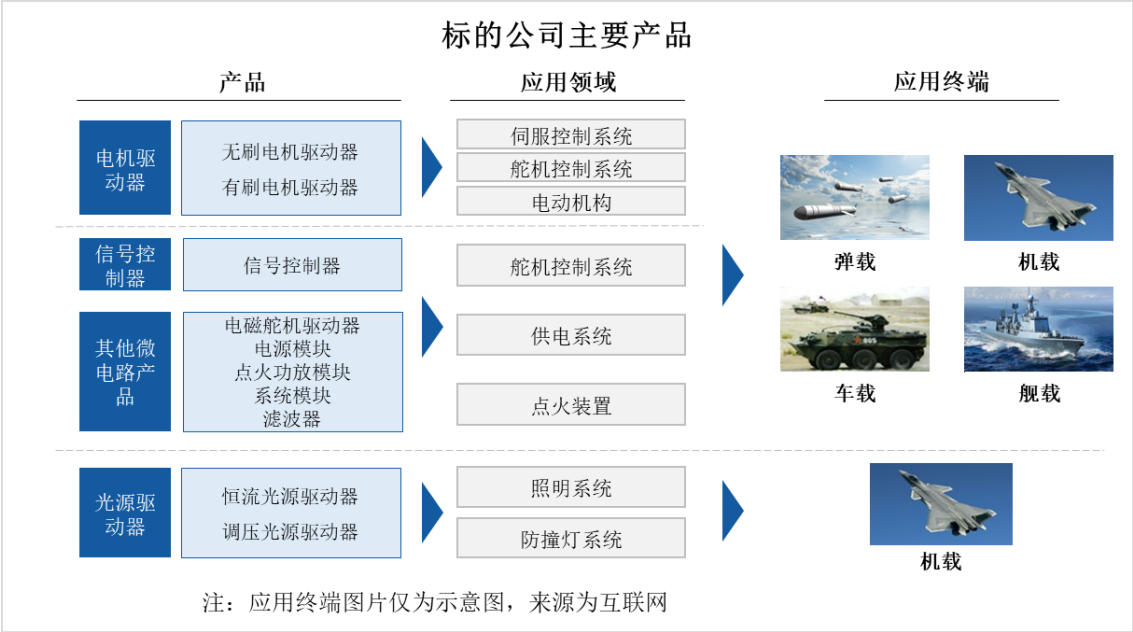 标的公司主要产品
产品
应用领域
应用终端
电机驱
动器
无刷电机驱动器
有刷电机驱动器
伺服控制系统
舵机控制系统
电动机构
信号控
制器
信号控制器
舵机控制系统
其他微
电路产
品
电磁舵机驱动器
电源模块
点火功放模块
系统模块
滤波器
供电系统
点火装置
弹载
机载
805
车载
舰载
光源驱
动器
恒流光源驱动器
调压光源驱动器
照明系统
防撞灯系统
机载
注：应用终端图片仅为示意图，来源为互联网